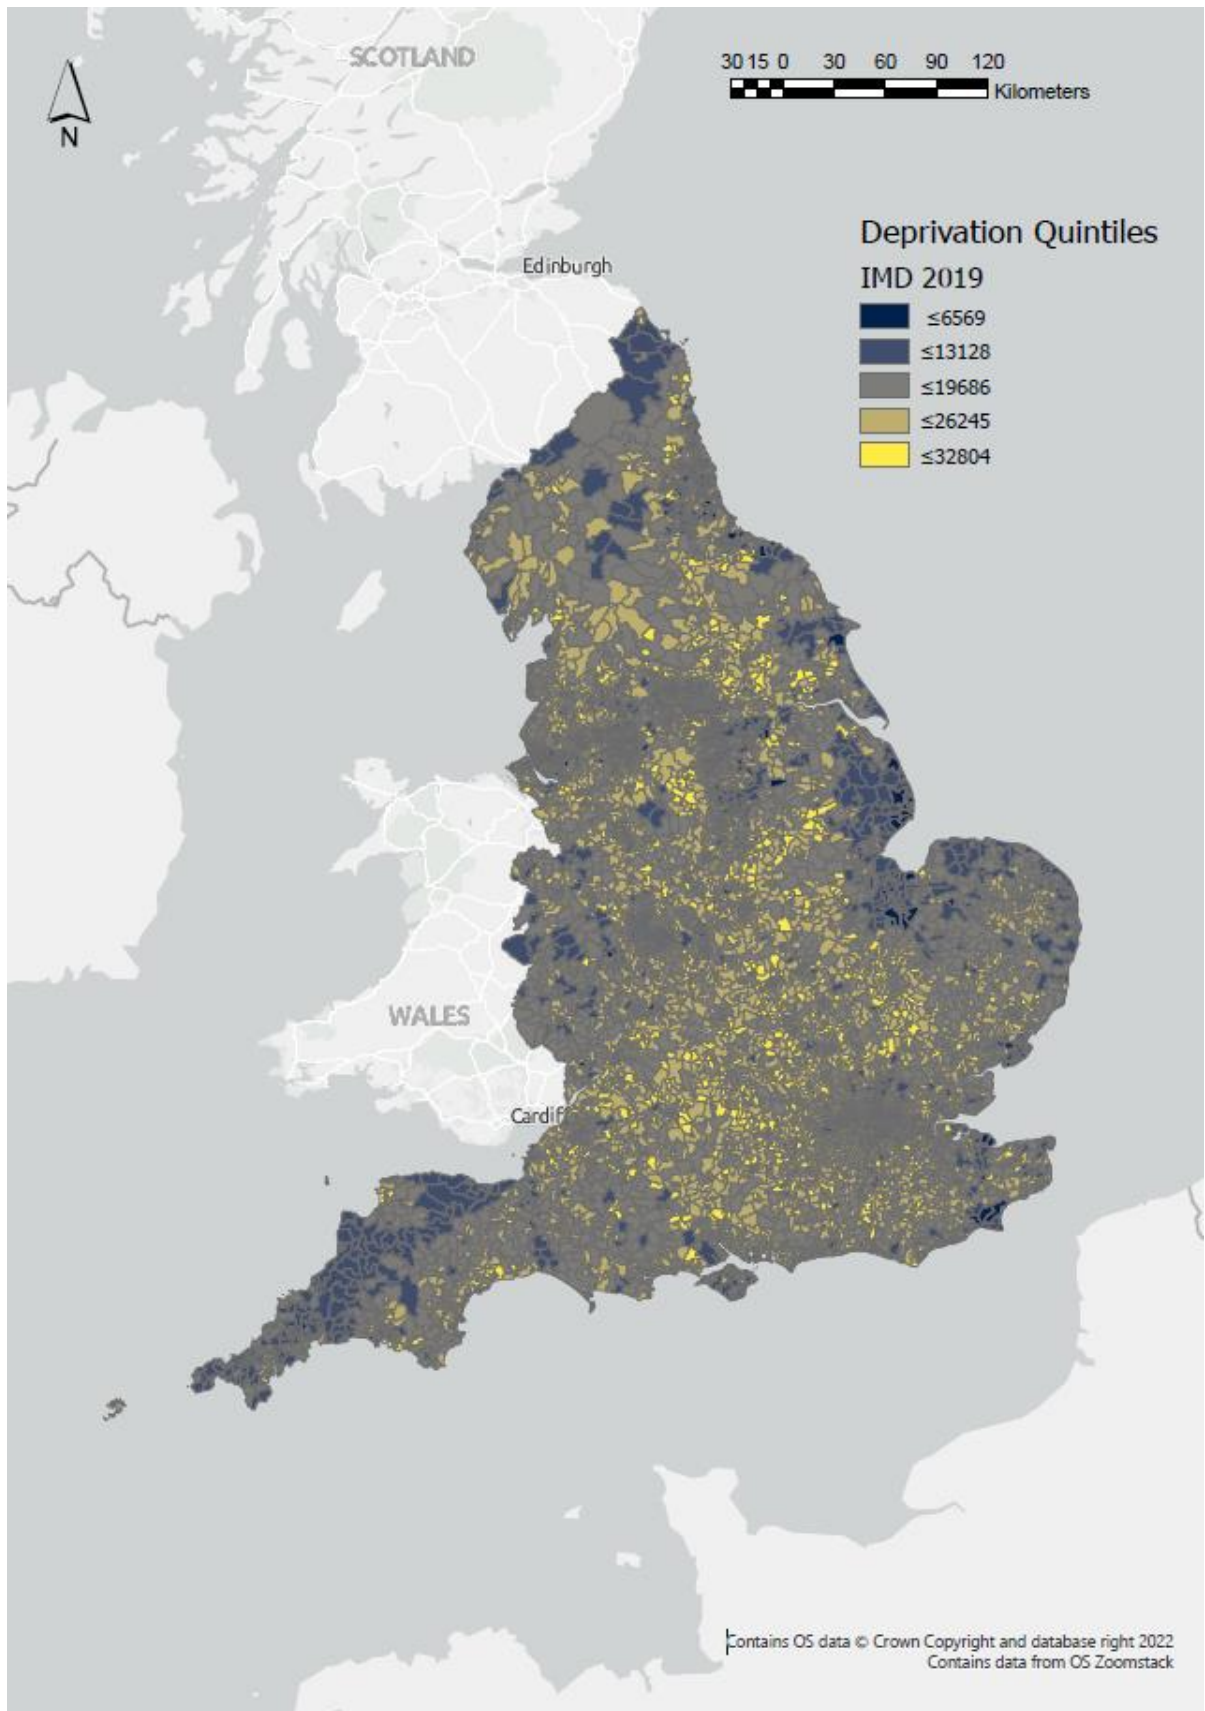 SCOTLAND
30 15 0 30 60 90 120
Kilometers
N
Deprivation Quintiles
IMD 2019
≤6569
≤13128
≤19686
≤26245
≤32804
Edinburgh
WALES
Cardif
Contains OS data © Crown Copyright and database right 2022
Contains data from OS Zoomstack